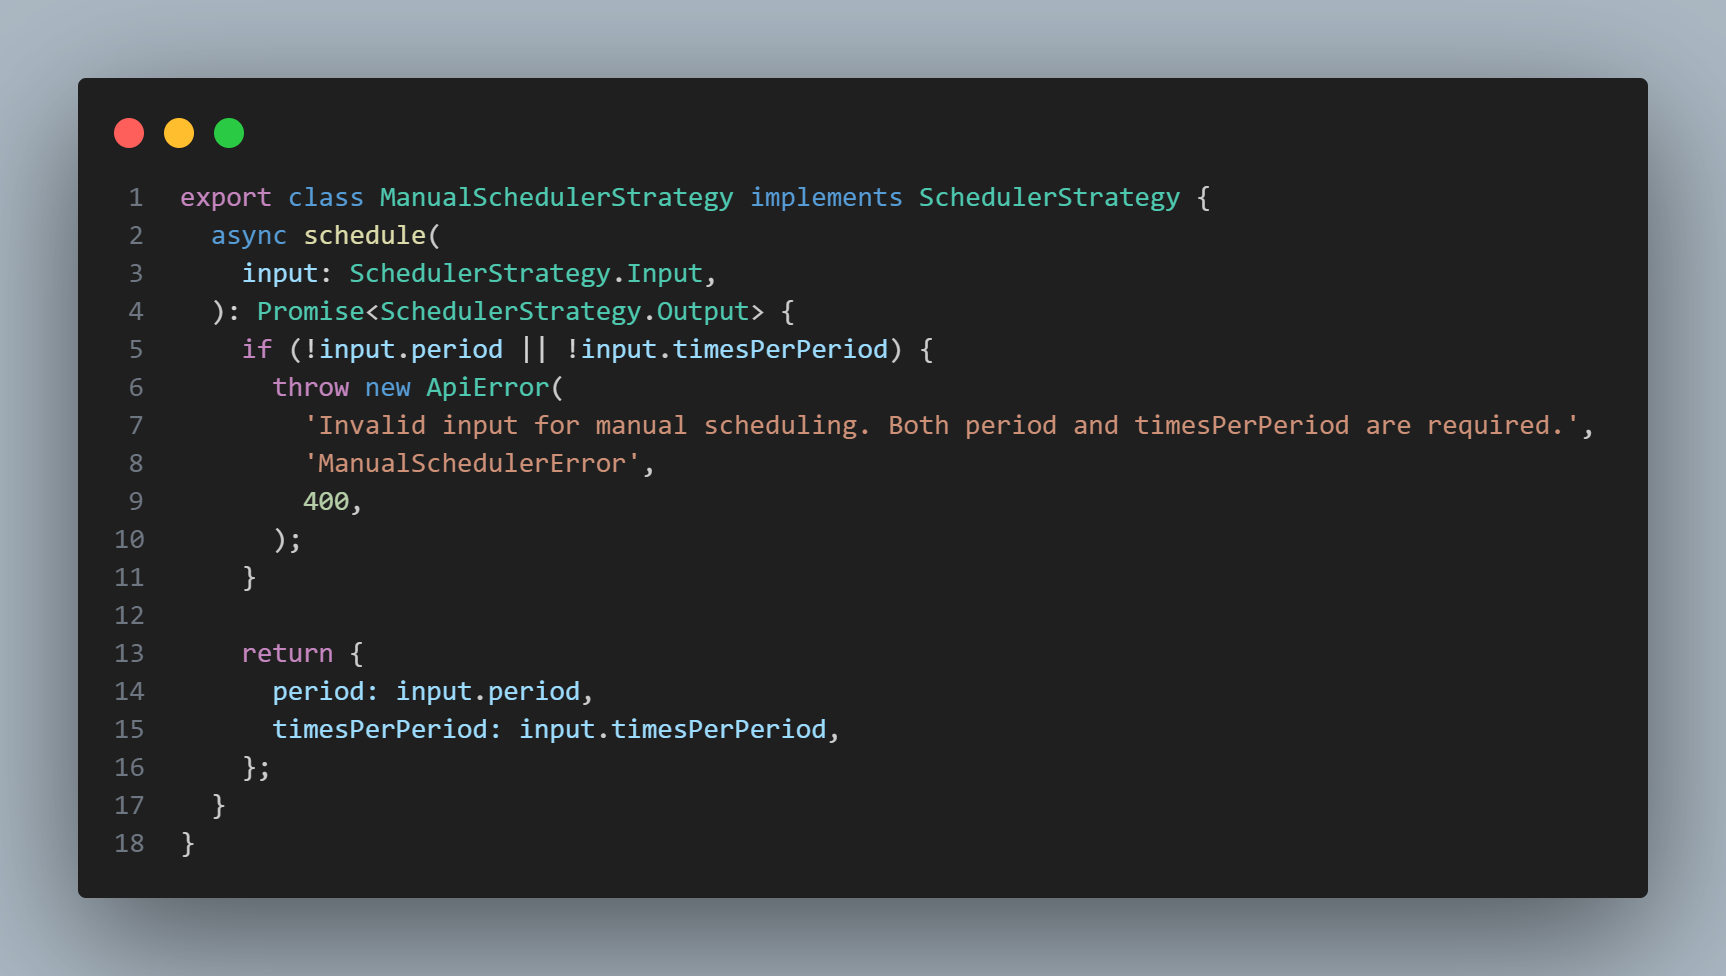 1 export class ManualSchedulerStrategy implements SchedulerStrategy {
2   async schedule(
3     input: SchedulerStrategy.Input,
4   ): Promise<SchedulerStrategy.Output> {
5     if (!input.period || !input.timesPerPeriod) {
6       throw new ApiError(
7         'Invalid input for manual scheduling. Both period and timesPerPeriod are required.',
8         'ManualSchedulerError',
9         400,
10       );
11     }
12
13     return {
14       period: input.period,
15       timesPerPeriod: input.timesPerPeriod,
16     };
17   }
18 }